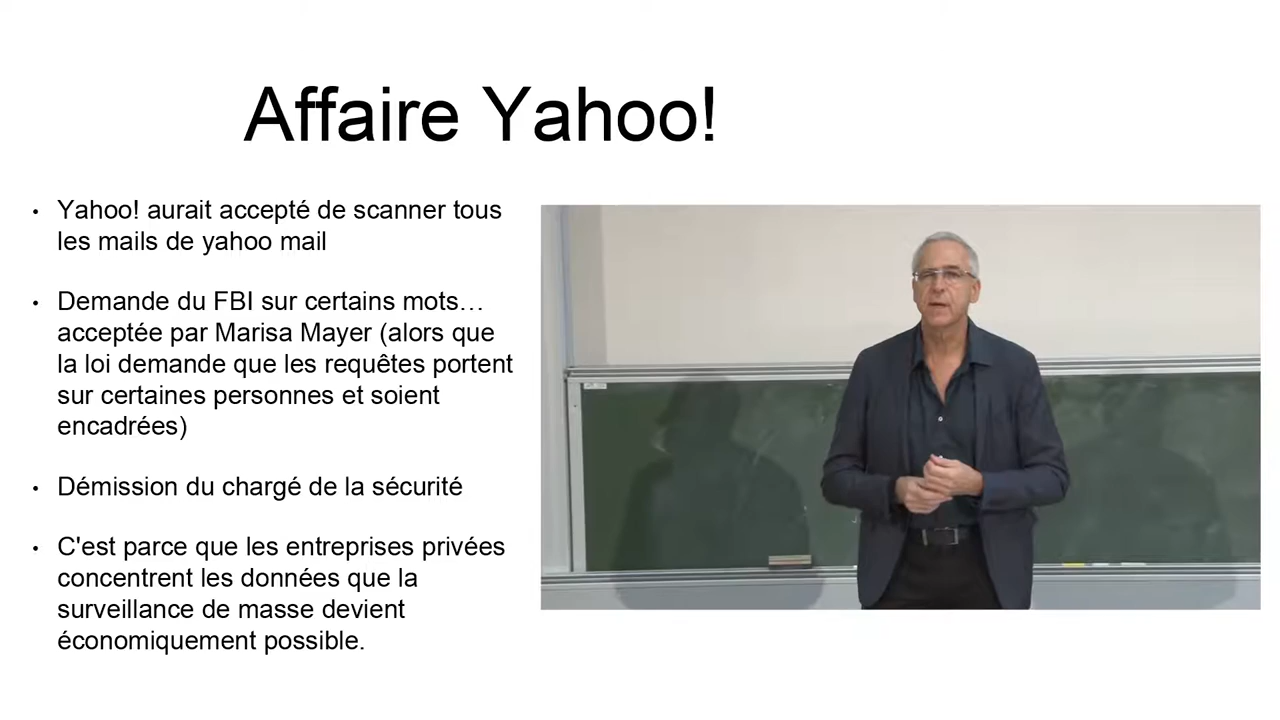 Affaire Yahoo!
• Yahoo! aurait accepté de scanner tous
les mails de yahoo mail
• Demande du FBI sur certains mots…
acceptée par Marisa Mayer (alors que
la loi demande que les requêtes portent
sur certaines personnes et soient
encadrées)
• Démission du chargé de la sécurité
• C'est parce que les entreprises privées
concentrent les données que la
surveillance de masse devient
économiquement possible.